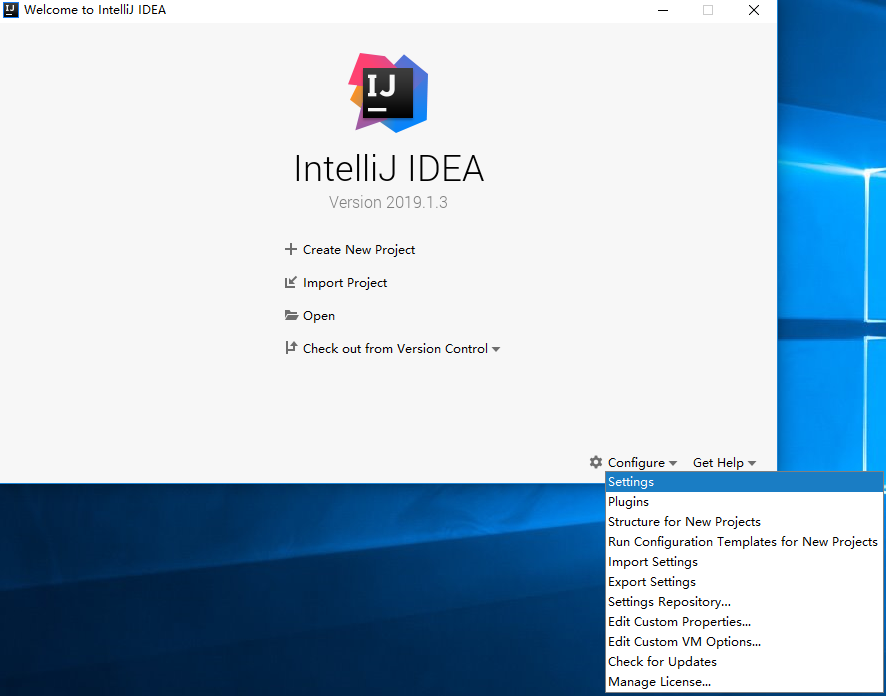 Welcome to IntelliJ IDEA
IJ
IntelliJ IDEA
Version 2019.1.3
Create New Project
Import Project
Open
Check out from Version Control
Configure
Get Help
Settings
Plugins
Structure for New Projects
Run Configuration Templates for New Projects
Import Settings
Export Settings
Settings Repository...
Edit Custom Properties...
Edit Custom VM Options...
Check for Updates
Manage License...